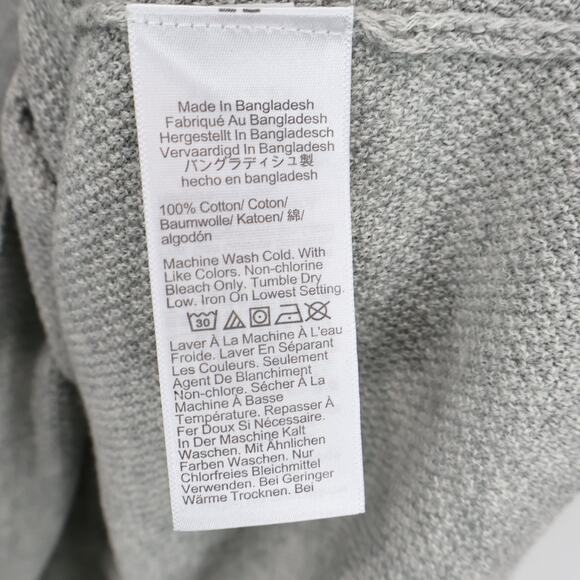 Made In Bangladesh
Fabriqué Au Bangladesh
Hergestellt In Bangladesch
Vervaardigd In Bangladesh
バングラディシュ製
hecho en bangladesh
100% Cotton/ Coton/
Baumwolle/ Katoen/ 綿/
algodón
Machine Wash Cold. With
Like Colors. Non-chlorine
Bleach Only. Tumble Dry
Low. Iron On Lowest Setting.
30
Laver À La Machine À L'eau
Froide. Laver En Séparant
Les Couleurs. Seulement
Agent De Blanchiment
Non-chlore. Sécher À La
Machine À Basse
Température. Repasser À
Fer Doux Si Nécessaire.
In Der Maschine Kalt
Waschen. Mit Ähnlichen
Farben Waschen. Nur
Chlorfreies Bleichmittel
Verwenden. Bei Geringer
Wärme Trocknen. Bei